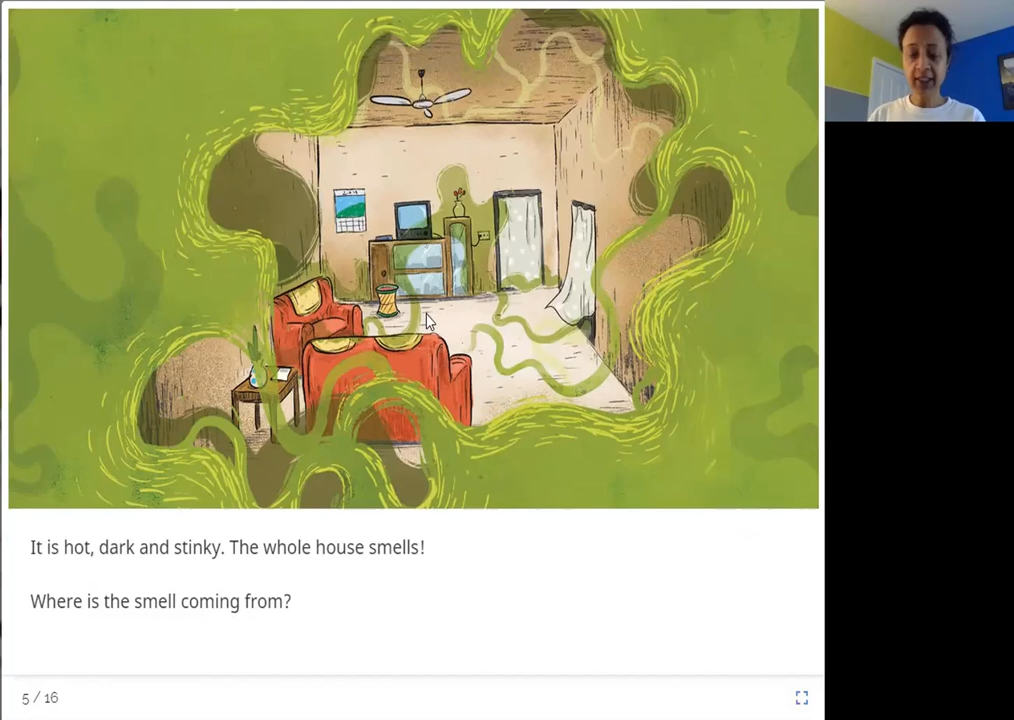 It is hot, dark and stinky. The whole house smells!
Where is the smell coming from?
5 / 16